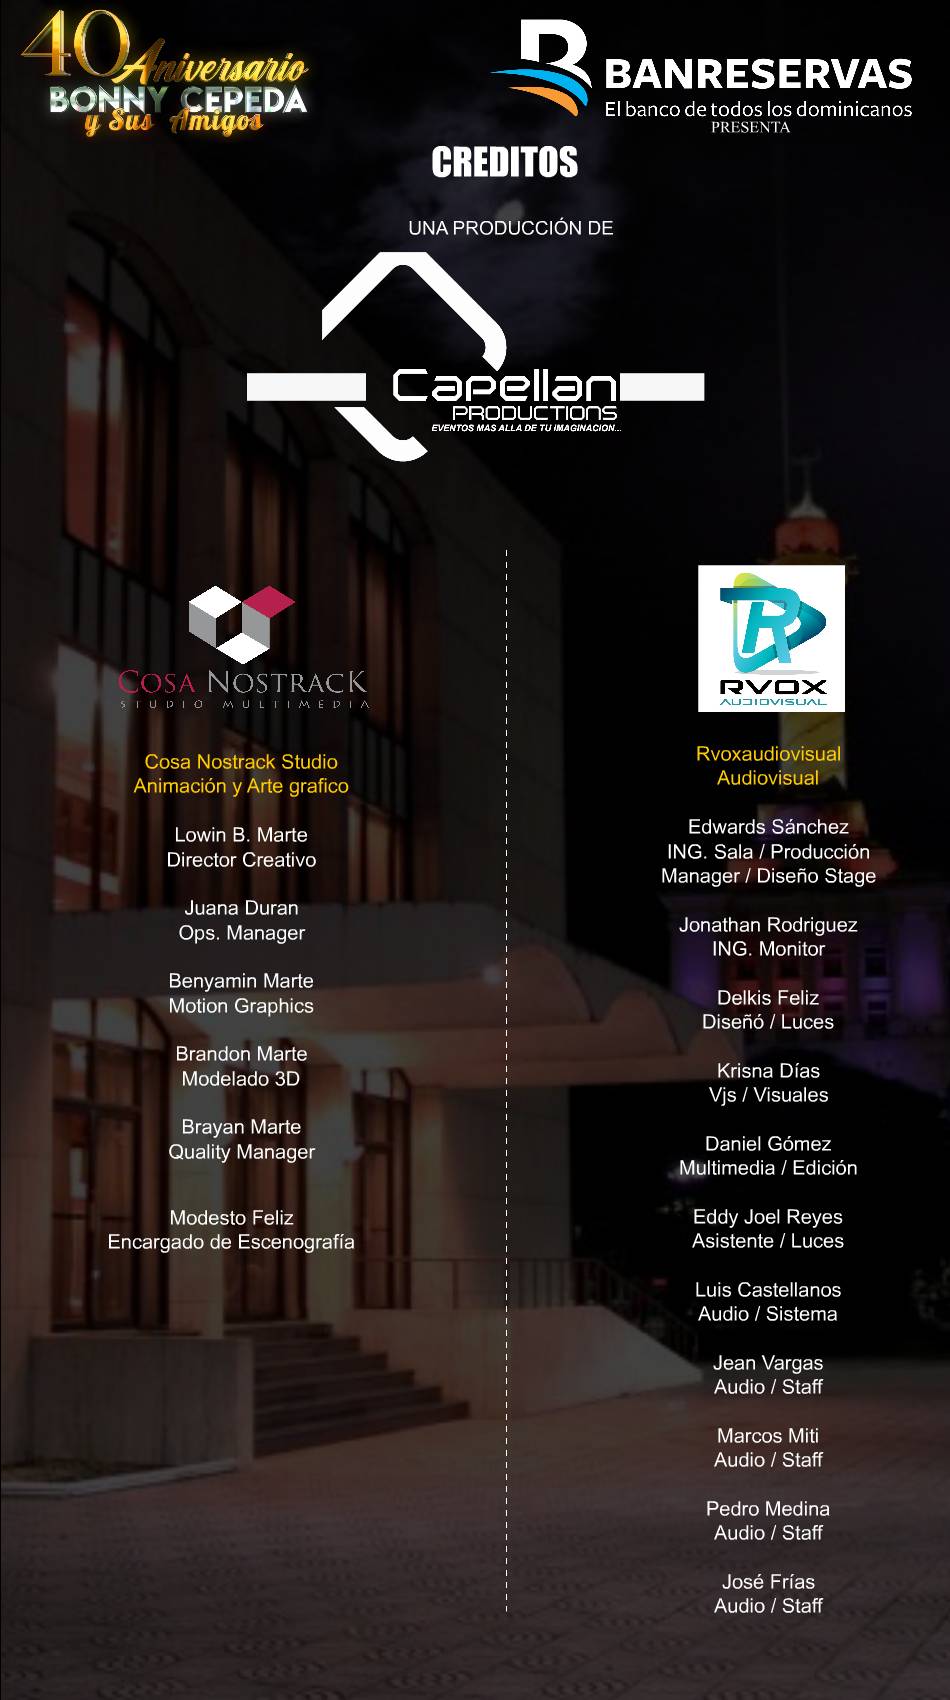 40 Aniversario
BONNY CEPEDA
y Sus Amigos
B
BANRESERVAS
El banco de todos los dominicanos
PRESENTA
CREDITOS
UNA PRODUCCIÓN DE
Capellan
PRODUCTIONS
EVENTOS MAS ALLA DE TU IMAGINACION...
COSA NOSTRACK
STUDIO MULTIMEDIA
Cosa Nostrack Studio
Animación y Arte grafico
Lowin B. Marte
Director Creativo
Juana Duran
Ops. Manager
Benyamin Marte
Motion Graphics
Brandon Marte
Modelado 3D
Brayan Marte
Quality Manager
Modesto Feliz
Encargado de Escenografía
R
RVOX
AUDIOVISUAL
Rvoxaudiovisual
Audiovisual
Edwards Sánchez
ING. Sala / Producción
Manager / Diseño Stage
Jonathan Rodriguez
ING. Monitor
Delkis Feliz
Diseñó / Luces
Krisna Días
Vjs / Visuales
Daniel Gómez
Multimedia / Edición
Eddy Joel Reyes
Asistente / Luces
Luis Castellanos
Audio / Sistema
Jean Vargas
Audio / Staff
Marcos Miti
Audio / Staff
Pedro Medina
Audio / Staff
José Frías
Audio / Staff